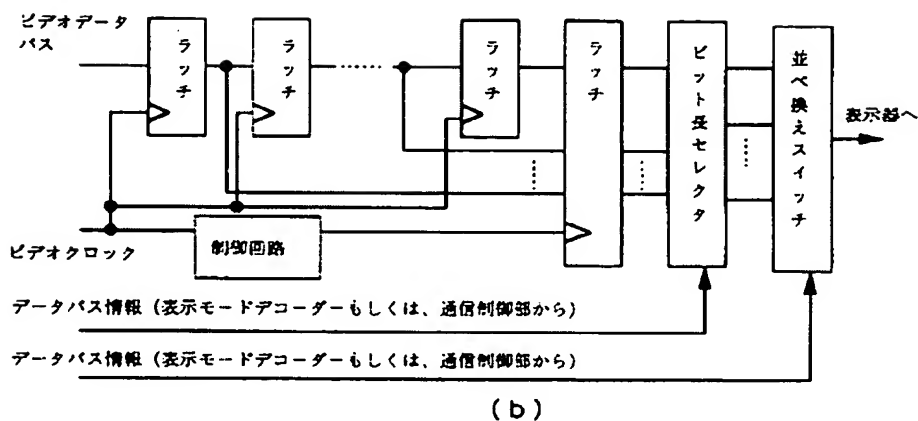 ビデオデータ
バス
ラッチ
ラッチ
ラッチ
ラッチ
ビット長セレクタ
並べ換えスイッチ
表示器へ
ビデオクロック
制御回路
データバス情報(表示モードデコーダーもしくは、通信制御部から)
データバス情報(表示モードデコーダーもしくは、通信制御部から)
(b)